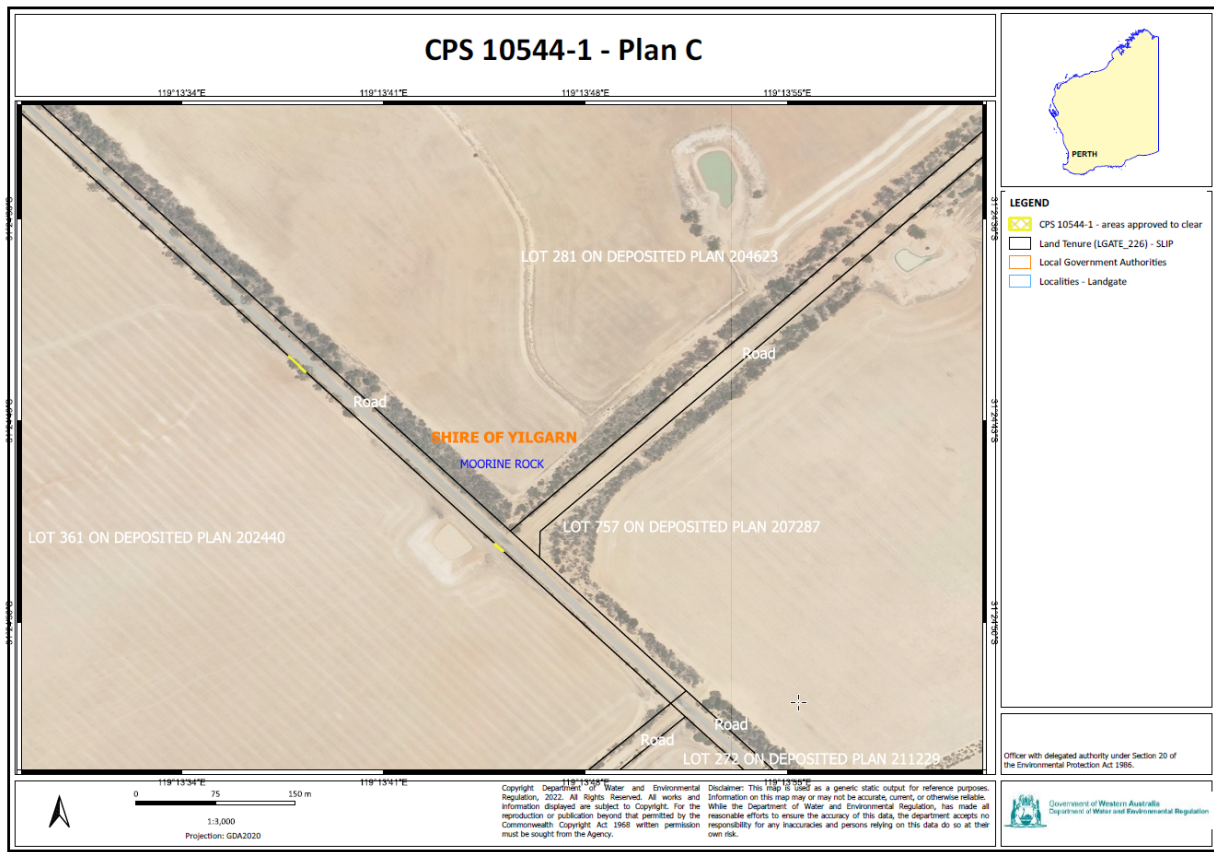 CPS 10544-1 - Plan C
119°13'34"E
119°13'41"E
119°13'48"E
119°13'55"E
PERTH
LEGEND
CPS 10544-1 - areas approved to clear
Land Tenure (LGATE_226) - SLIP
Local Government Authorities
Localities - Landgate
31°24'36"S
LOT 281 ON DEPOSITED PLAN 204623
Road
Road
31°24'43"S
SHIRE OF YILGARN
MOORINE ROCK
LOT 757 ON DEPOSITED PLAN 207287
LOT 361 ON DEPOSITED PLAN 202440
31°24'50"S
Road
Road
LOT 272 ON DEPOSITED PLAN 211229
119°13'34"E
119°13'41"E
119°13'48"E
119°13'55"E
0 75 150 m
1:3,000
Projection: GDA2020
Copyright Department of Water and Environmental
Regulation, 2022. All Rights Reserved. All works and
information displayed are subject to Copyright. For the
reproduction or publication beyond that permitted by the
Commonwealth Copyright Act 1968 written permission
must be sought from the Agency.
Disclaimer: This map is used as a generic static output for reference purposes.
Information on this map may or may not be accurate, current, or otherwise reliable.
While the Department of Water and Environmental Regulation, has made all
reasonable efforts to ensure the accuracy of this data, the department accepts no
responsibility for any inaccuracies and persons relying on this data do so at their
own risk.
Officer with delegated authority under Section 20 of
the Environmental Protection Act 1986.
Government of Western Australia
Department of Water and Environmental Regulation